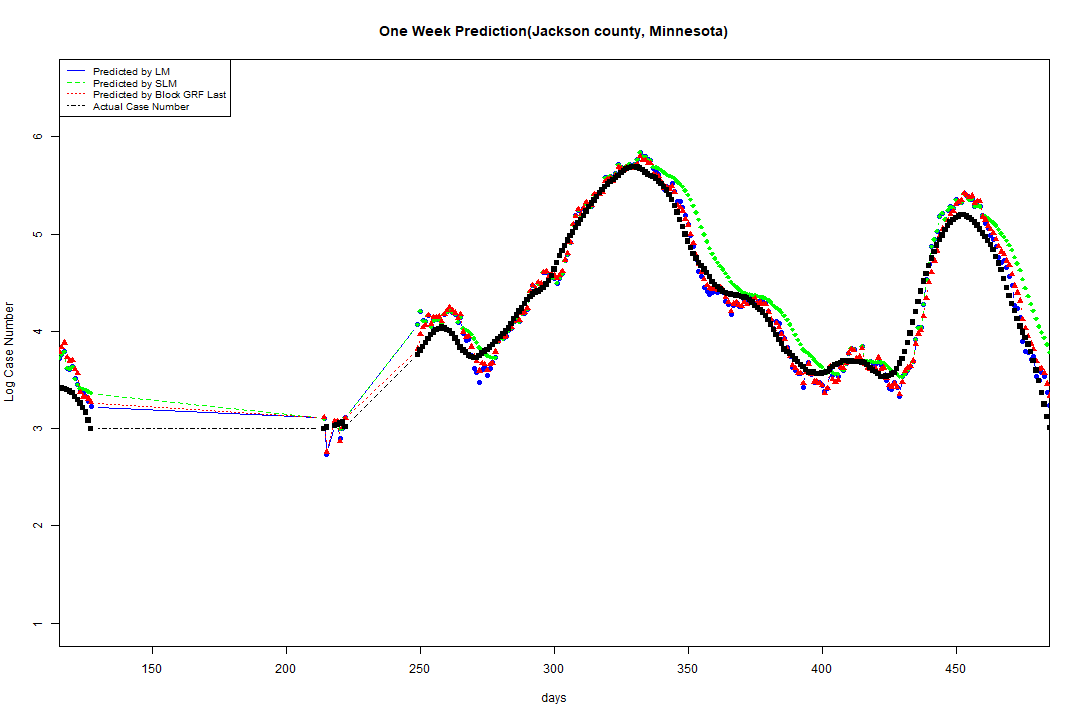 One Week Prediction(Jackson county, Minnesota)
Predicted by LM
Predicted by SLM
Predicted by Block GRF Last
Actual Case Number
Log Case Number
6
5
4
3
2
1
150 200 250 300 350 400 450
days